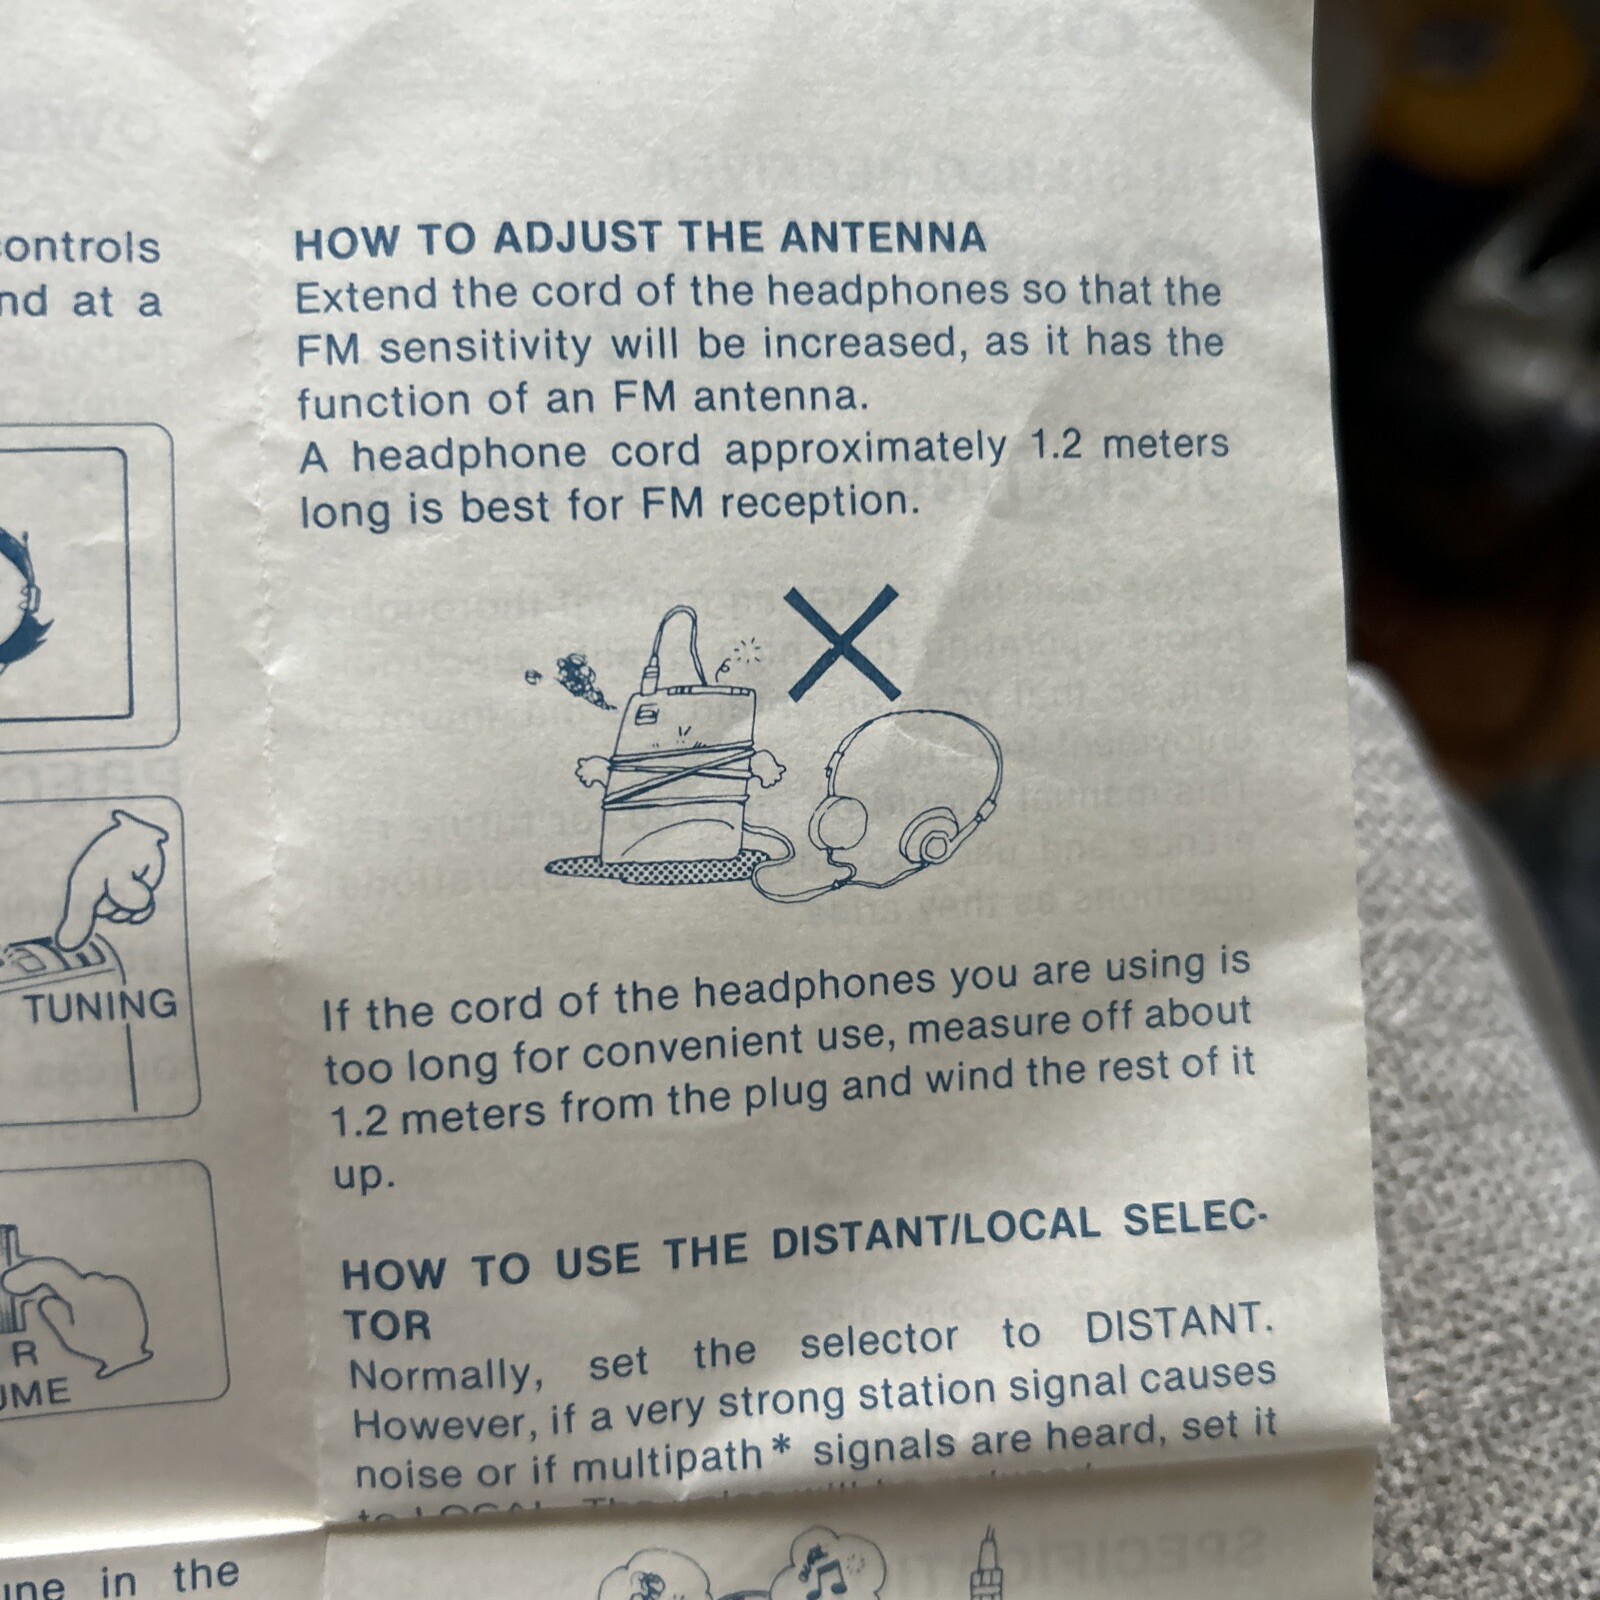 controls
nd at a
TUNING
R
UME
une in the
HOW TO ADJUST THE ANTENNA
Extend the cord of the headphones so that the
FM sensitivity will be increased, as it has the
function of an FM antenna.
A headphone cord approximately 1.2 meters
long is best for FM reception.
If the cord of the headphones you are using is
too long for convenient use, measure off about
1.2 meters from the plug and wind the rest of it
up.
HOW TO USE THE DISTANT/LOCAL SELEC-
TOR
Normally, set the selector to DISTANT.
However, if a very strong station signal causes
noise or if multipath* signals are heard, set it
to LOCAL. The